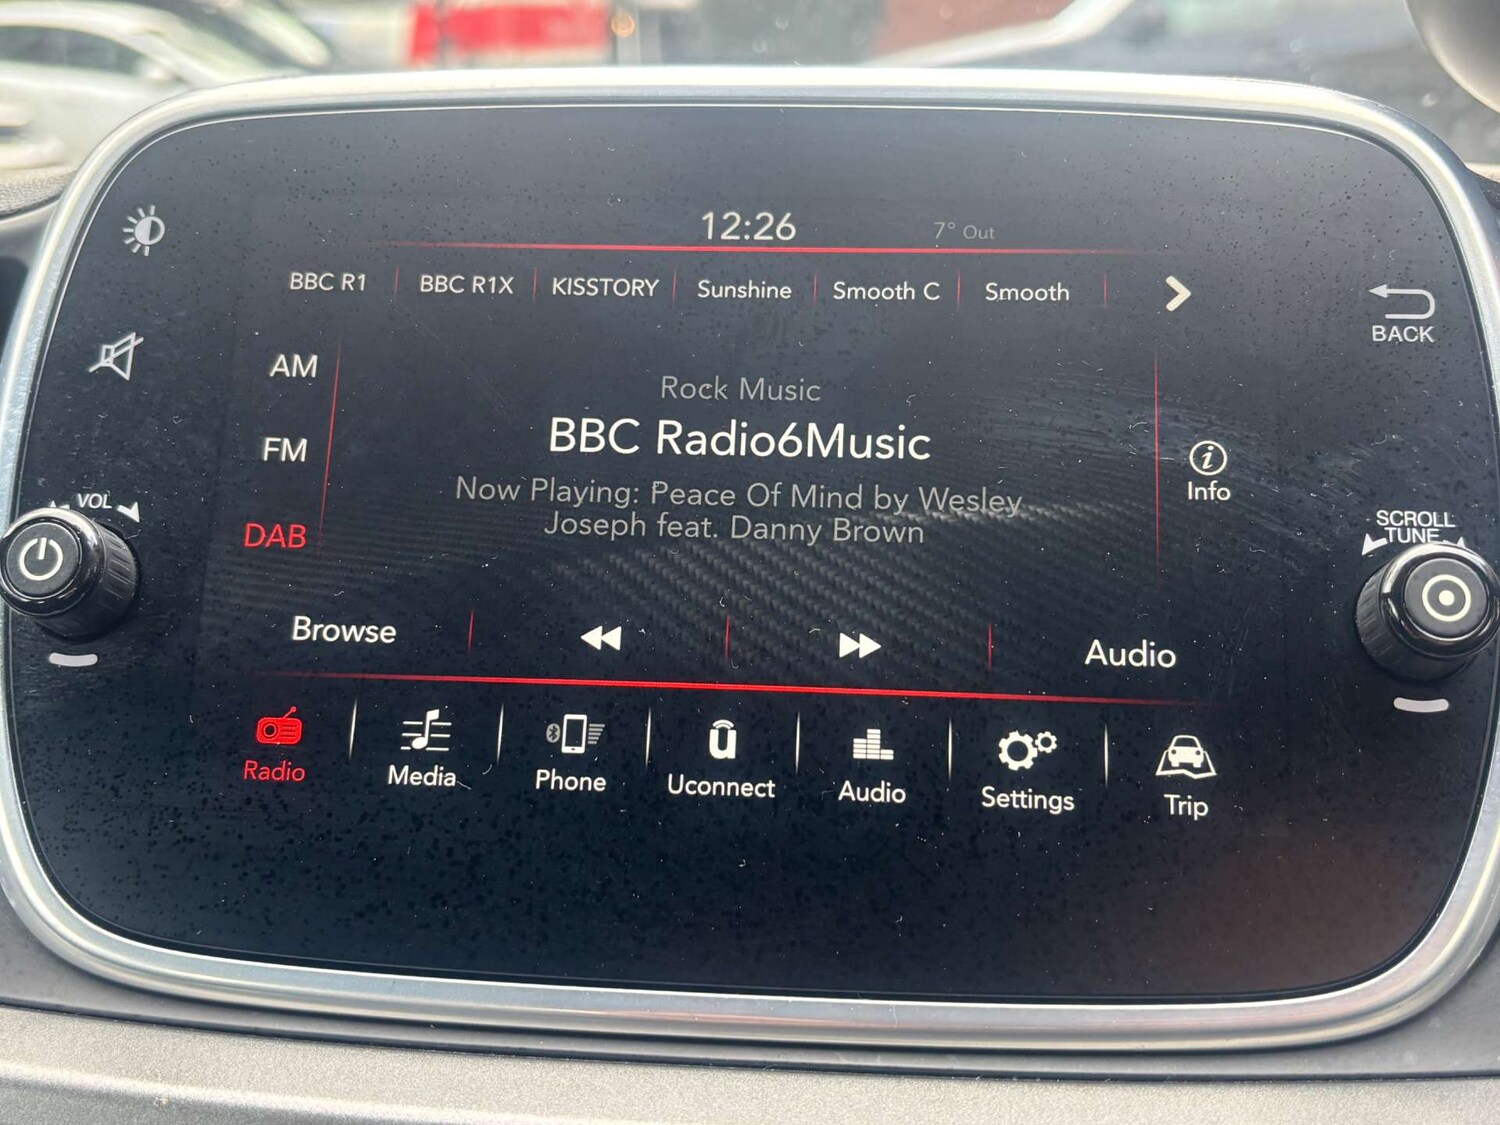 12:26
7° Out
BBC R1
BBC R1X
KISSTORY
Sunshine
Smooth C
Smooth
BACK
AM
FM
DAB
Rock Music
BBC Radio6Music
Now Playing: Peace Of Mind by Wesley
Joseph feat. Danny Brown
Info
VOL
SCROLL
TUNE
Browse
Audio
Radio
Media
Phone
Uconnect
Audio
Settings
Trip